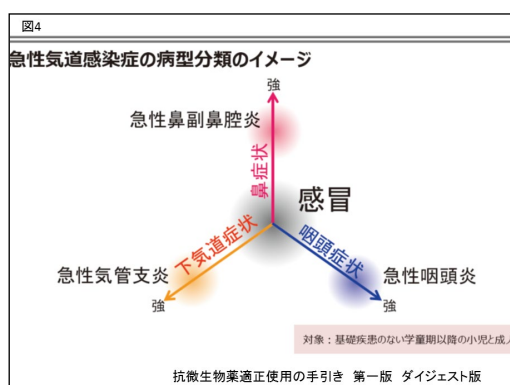 図4
急性気道感染症の病型分類のイメージ
強
急性鼻副鼻腔炎
鼻症状
感冒
下気道症状
咽頭症状
急性気管支炎
急性咽頭炎
強
強
対象:基礎疾患のない学童期以降の小児と成人
抗微生物薬適正使用の手引き 第一版 ダイジェスト版